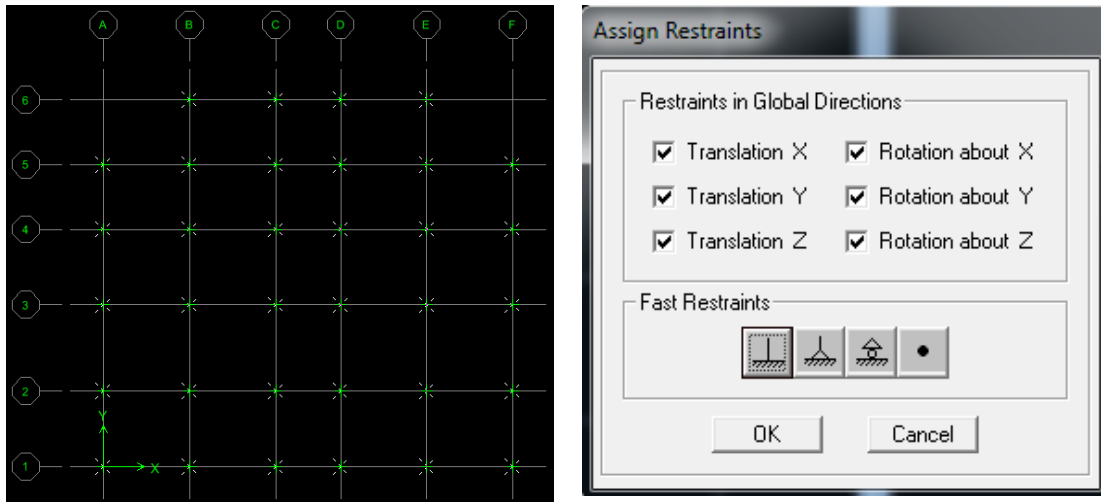 A B C D E F
6
5
4
3
2
Y
1
X
Assign Restraints
Restraints in Global Directions
Translation X Rotation about X
Translation Y Rotation about Y
Translation Z Rotation about Z
Fast Restraints
OK Cancel